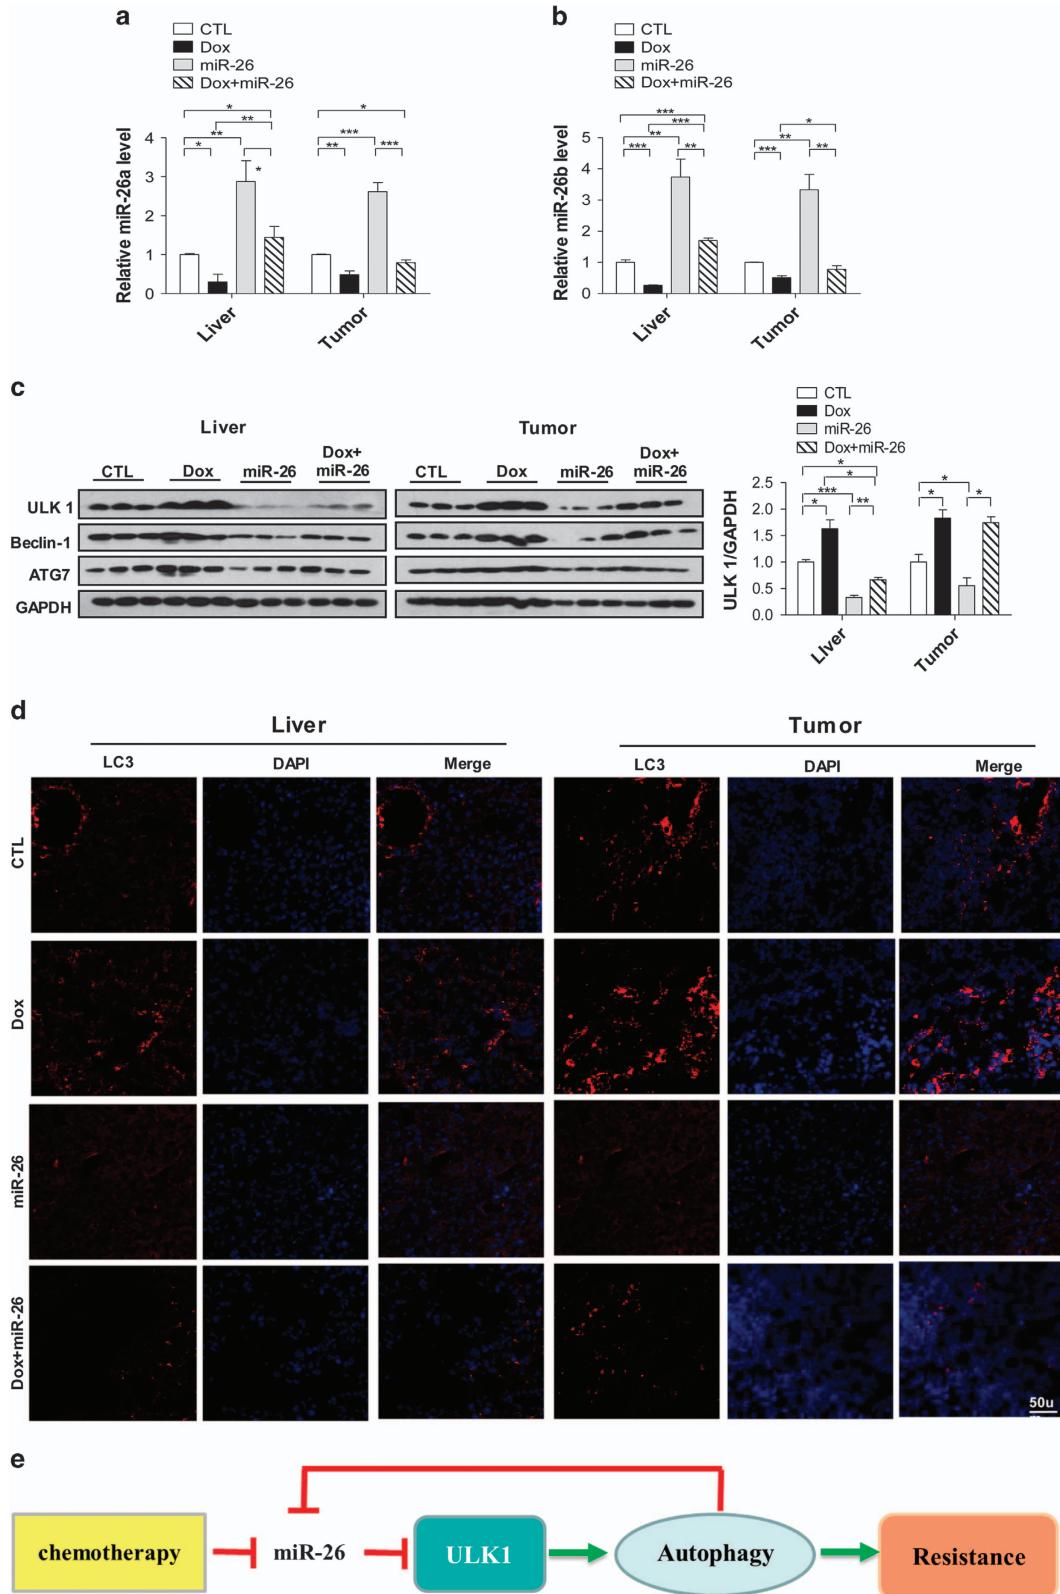 a
CTL
Dox
miR-26
Dox+miR-26
* ** ** * * * *** ** ***
Relative miR-26a level
4
3
2
1
0
Liver Tumor
b
CTL
Dox
miR-26
Dox+miR-26
*** *** ** *** ** * ** *** **
Relative miR-26b level
5
4
3
2
1
0
Liver Tumor
c
Liver Tumor
CTL Dox miR-26 Dox+ miR-26 CTL Dox miR-26 Dox+ miR-26
ULK 1
Beclin-1
ATG7
GAPDH
CTL
Dox
miR-26
Dox+miR-26
* * *** * ** * * *
ULK 1/GAPDH
2.5
2.0
1.5
1.0
0.5
0.0
LIver Tumor
d
Liver Tumor
LC3 DAPI Merge LC3 DAPI Merge
CTL
Dox
miR-26
Dox+miR-26
50u
e
chemotherapy miR-26 ULK1 Autophagy Resistance